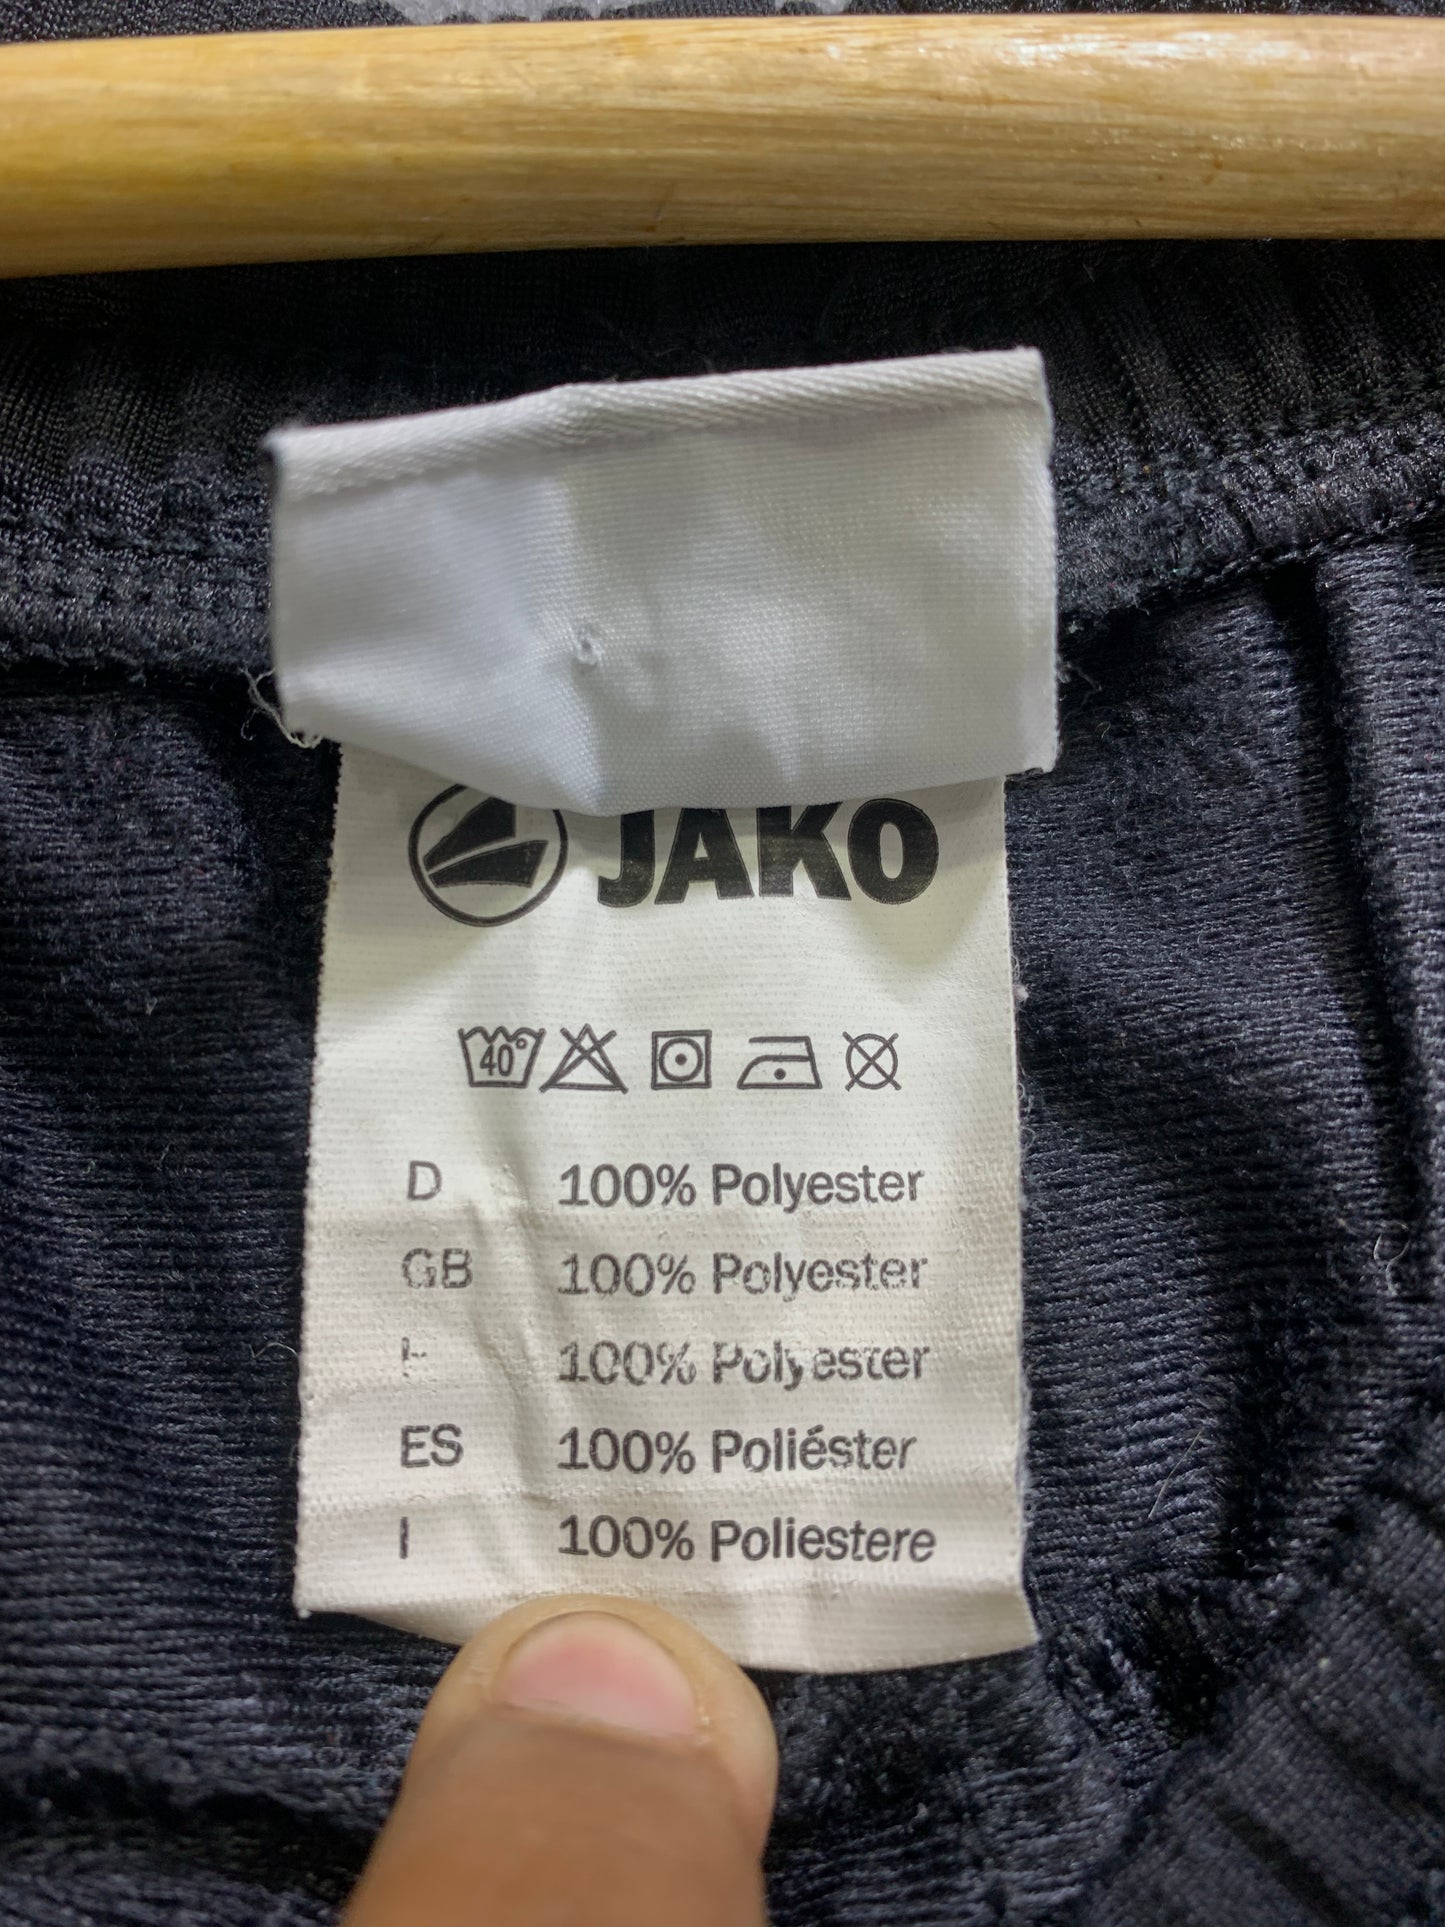 JAKO
40°
D 100% Polyester
GB 100% Polyester
F 100% Polyester
ES 100% Poliéster
I 100% Poliestere